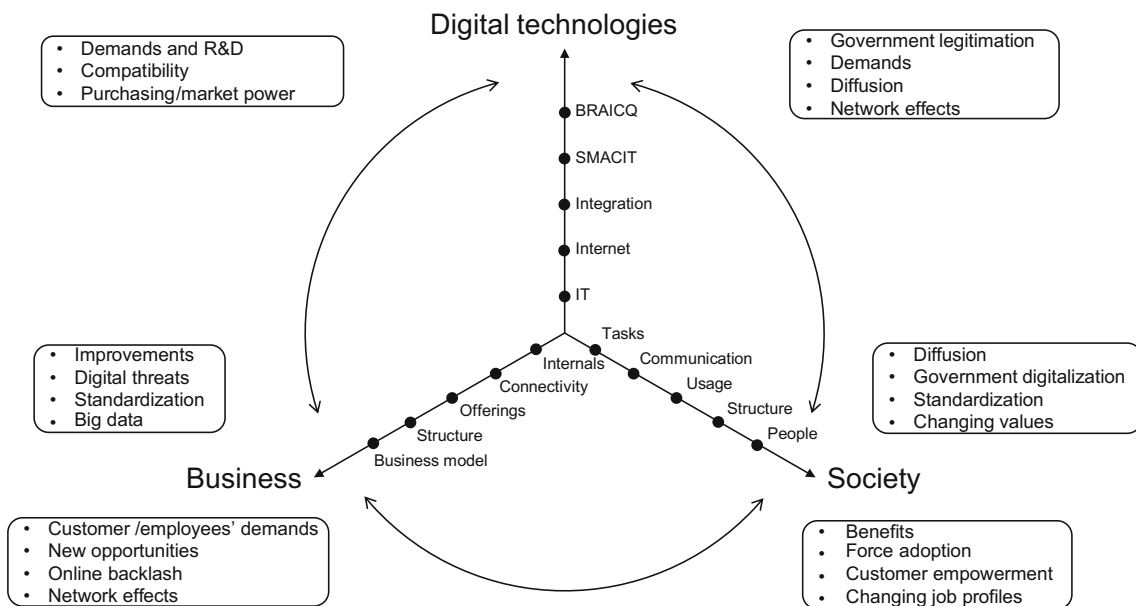 Digital technologies
• Demands and R&D
• Compatibility
• Purchasing/market power
• Government legitimation
• Demands
• Diffusion
• Network effects
BRAICQ
SMACIT
Integration
Internet
IT
Tasks
Communication
Usage
Structure
People
Internals
Connectivity
Offerings
Structure
Business model
• Improvements
• Digital threats
• Standardization
• Big data
• Diffusion
• Government digitalization
• Standardization
• Changing values
Business
Society
• Customer /employees’ demands
• New opportunities
• Online backlash
• Network effects
• Benefits
• Force adoption
• Customer empowerment
• Changing job profiles